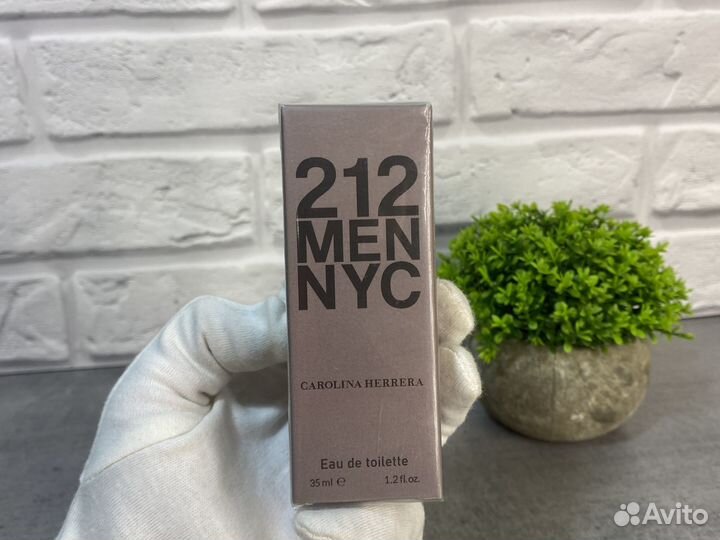 212
MEN
NYC
CAROLINA HERRERA
Eau de toilette
35 ml ℮ 1.2 fl.oz.
Avito